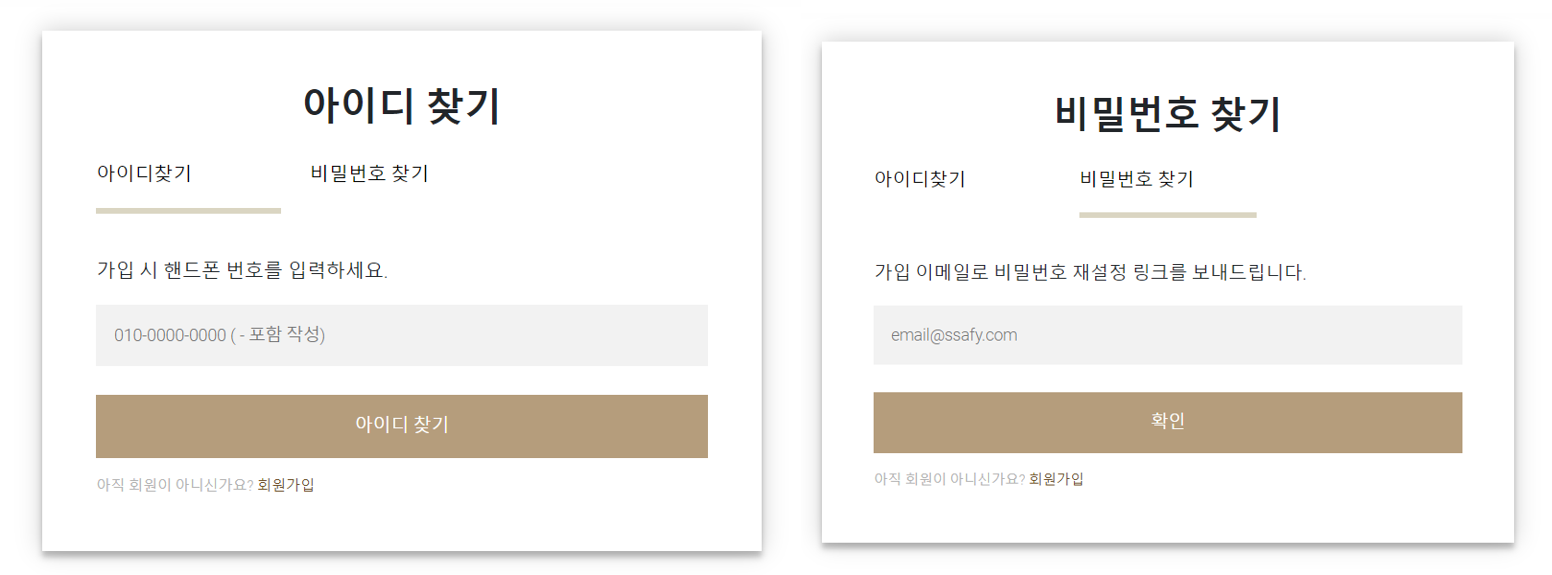 아이디 찾기
아이디찾기 비밀번호 찾기
가입 시 핸드폰 번호를 입력하세요.
010-0000-0000 ( - 포함 작성)
아이디 찾기
아직 회원이 아니신가요? 회원가입
비밀번호 찾기
아이디찾기 비밀번호 찾기
가입 이메일로 비밀번호 재설정 링크를 보내드립니다.
email@ssafy.com
확인
아직 회원이 아니신가요? 회원가입